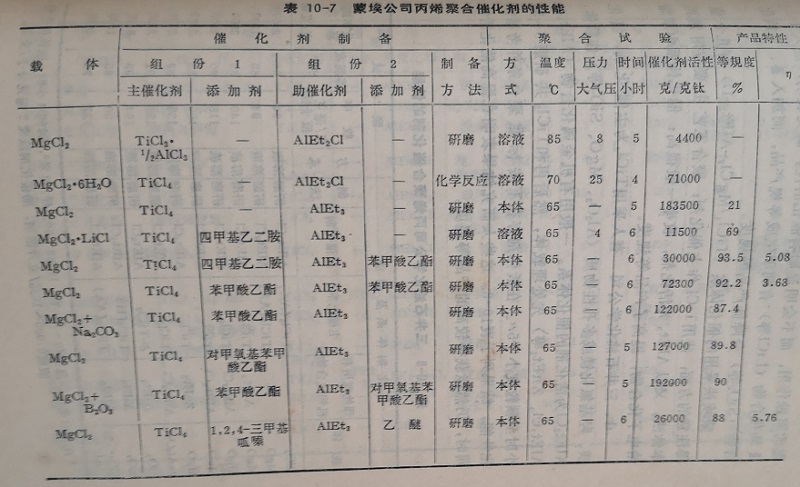 表 10-7 蒙埃公司丙烯聚合催化剂的性能
催 化 剂 制 备 聚 合 试 验 产品特性
载 体 组 份 1 组 份 2 制 备 方 温度 压力 时间 催化剂活性 等规度 η
主催化剂 添 加 剂 助催化剂 添 加 剂 方 法 式 ℃ 大气压 小时 克/克钛 %
MgCl₂ TiCl₃· — AlEt₂Cl — 研磨 溶液 85 8 5 4400 —
1/2AlCl₃
MgCl₂·6H₂O TiCl₄ — AlEt₂Cl — 化学反应 溶液 70 25 4 71000 —
MgCl₂ TiCl₄ — AlEt₃ — 研磨 本体 65 — 5 183500 21
MgCl₂·LiCl TiCl₄ 四甲基乙二胺 AlEt₃ — 研磨 溶液 65 4 6 11500 69
MgCl₂ TiCl₄ 四甲基乙二胺 AlEt₃ 苯甲酸乙酯 研磨 本体 65 — 6 30000 93.5 5.03
MgCl₂ TiCl₄ 苯甲酸乙酯 AlEt₃ 苯甲酸乙酯 研磨 本体 65 — 6 72300 92.2 3.63
MgCl₂+ TiCl₄ 苯甲酸乙酯 AlEt₃ 研磨 本体 65 — 6 122000 87.4
Na₂CO₃
MgCl₂ TiCl₄ 对甲氧基苯甲 AlEt₃ 研磨 本体 65 — 5 127000 89.8
酸乙酯
MgCl₂+ TiCl₄ 苯甲酸乙酯 AlEt₃ 对甲氧基苯 研磨 本体 65 — 5 192000 90
B₂O₃ 甲酸乙酯
MgCl₂ TiCl₄ 1,2,4-三甲基 AlEt₃ 乙 醚 研磨 本体 65 — 6 26000 88 5.76
哌嗪